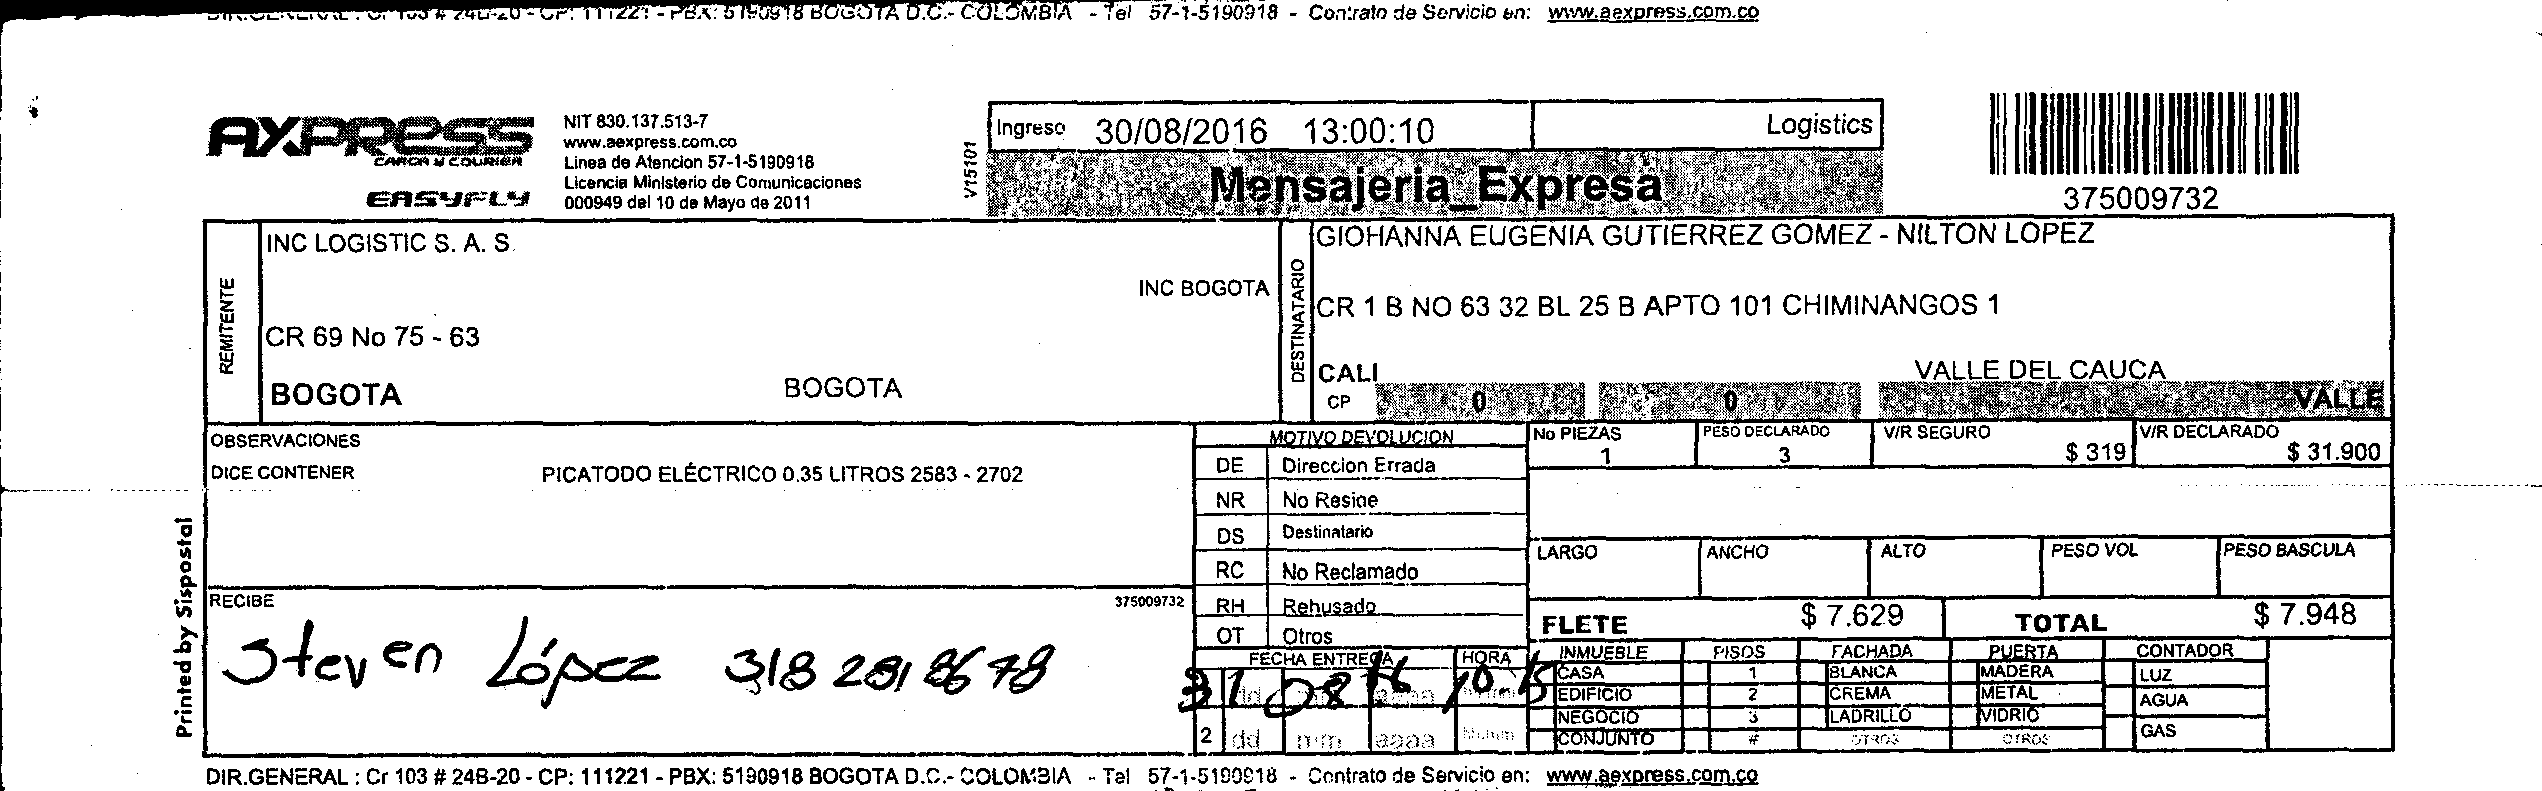 DIR.GENERAL : Cr 103 # 24B-20 - CP: 111221 - PBX: 5190918 BOGOTA D.C.- COLOMBIA - Tel 57-1-5190918 - Contrato de Servicio en: www.aexpress.com.co
AXPRESS
CARGA Y COURIER
EASYFLY
NIT 830.137.513-7
www.aexpress.com.co
Linea de Atencion 57-1-5190918
Licencia Ministerio de Comunicaciones
000949 del 10 de Mayo de 2011
V15101
Ingreso 30/08/2016 13:00:10 Logistics
Mensajeria_Expresa
375009732
REMITENTE
INC LOGISTIC S. A. S.
INC BOGOTA
CR 69 No 75 - 63
BOGOTA BOGOTA
DESTINATARIO
GIOHANNA EUGENIA GUTIERREZ GOMEZ - NILTON LOPEZ
CR 1 B NO 63 32 BL 25 B APTO 101 CHIMINANGOS 1
CALI VALLE DEL CAUCA
CP 0 0 VALLE
OBSERVACIONES
DICE CONTENER PICATODO ELÉCTRICO 0.35 LITROS 2583 - 2702
MOTIVO DEVOLUCION
DE Direccion Errada
NR No Reside
DS Destinatario
RC No Reclamado
RH Rehusado
OT Otros
No PIEZAS 1
PESO DECLARADO 3
V/R SEGURO $ 319
V/R DECLARADO $ 31.900
LARGO ANCHO ALTO PESO VOL PESO BASCULA
FLETE $ 7.629 TOTAL $ 7.948
RECIBE 375009732
Steven López 318 281 8678
Printed by Sispostal
FECHA ENTREGA HORA
31 08 16 10 15
2 dd mm aaaa
INMUEBLE PISOS FACHADA PUERTA CONTADOR
CASA 1 BLANCA MADERA LUZ
EDIFICIO 2 CREMA METAL AGUA
NEGOCIO 3 LADRILLO VIDRIO GAS
CONJUNTO # OTROS OTROS
DIR.GENERAL : Cr 103 # 24B-20 - CP: 111221 - PBX: 5190918 BOGOTA D.C.- COLOMBIA - Tel 57-1-5190918 - Contrato de Servicio en: www.aexpress.com.co